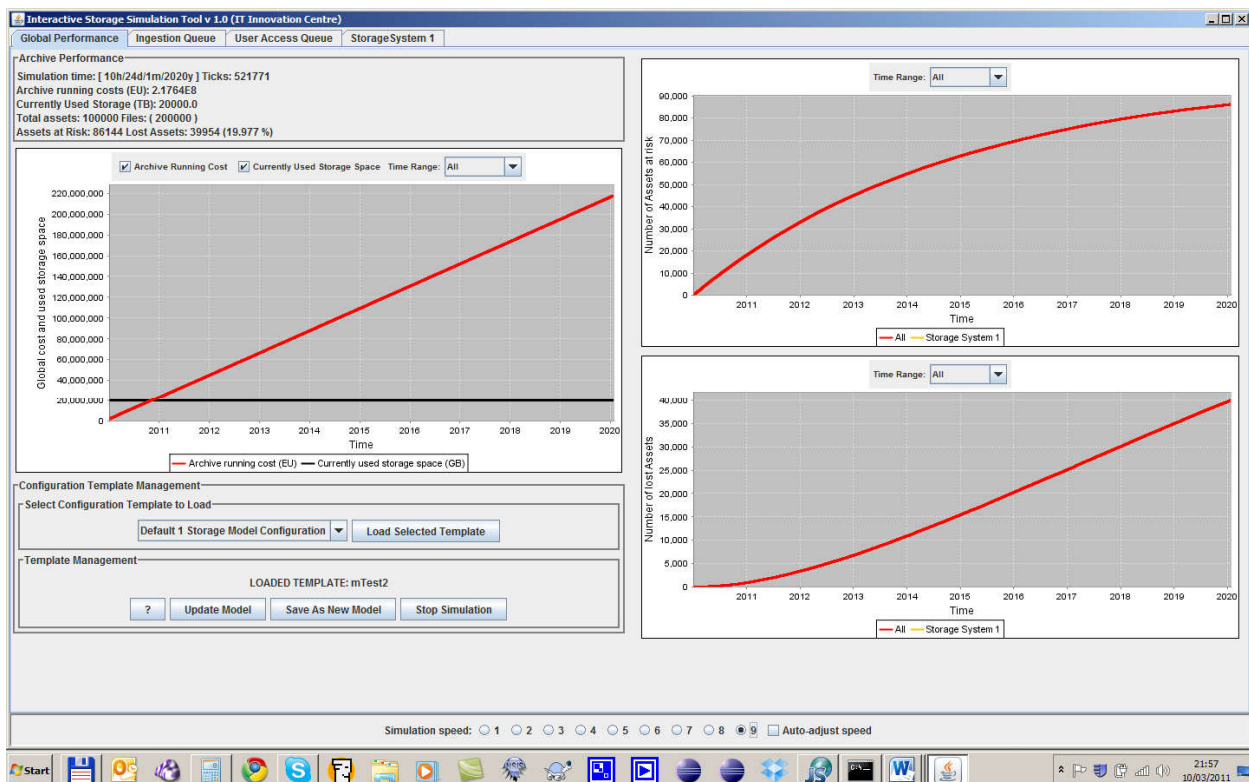 Interactive Storage Simulation Tool v 1.0 (IT Innovation Centre)
Global Performance Ingestion Queue User Access Queue StorageSystem 1
Archive Performance
Simulation time: [ 10h/24d/1m/2020y ] Ticks: 521771
Archive running costs (EU): 2.1764E8
Currently Used Storage (TB): 20000.0
Total assets: 100000 Files: ( 200000 )
Assets at Risk: 86144 Lost Assets: 39954 (19.977 %)
Archive Running Cost Currently Used Storage Space Time Range: All
Global cost and used storage space
220,000,000
200,000,000
180,000,000
160,000,000
140,000,000
120,000,000
100,000,000
80,000,000
60,000,000
40,000,000
20,000,000
0
2011 2012 2013 2014 2015 2016 2017 2018 2019 2020
Time
Archive running cost (EU) Currently used storage space (GB)
Configuration Template Management
Select Configuration Template to Load
Default 1 Storage Model Configuration Load Selected Template
Template Management
LOADED TEMPLATE: mTest2
? Update Model Save As New Model Stop Simulation
Time Range: All
Number of Assets at risk
90,000
80,000
70,000
60,000
50,000
40,000
30,000
20,000
10,000
0
2011 2012 2013 2014 2015 2016 2017 2018 2019 2020
Time
All Storage System 1
Time Range: All
Number of lost Assets
40,000
35,000
30,000
25,000
20,000
15,000
10,000
5,000
0
2011 2012 2013 2014 2015 2016 2017 2018 2019 2020
Time
All Storage System 1
Simulation speed: 1 2 3 4 5 6 7 8 9 Auto-adjust speed
Start
21:57
20/03/2011